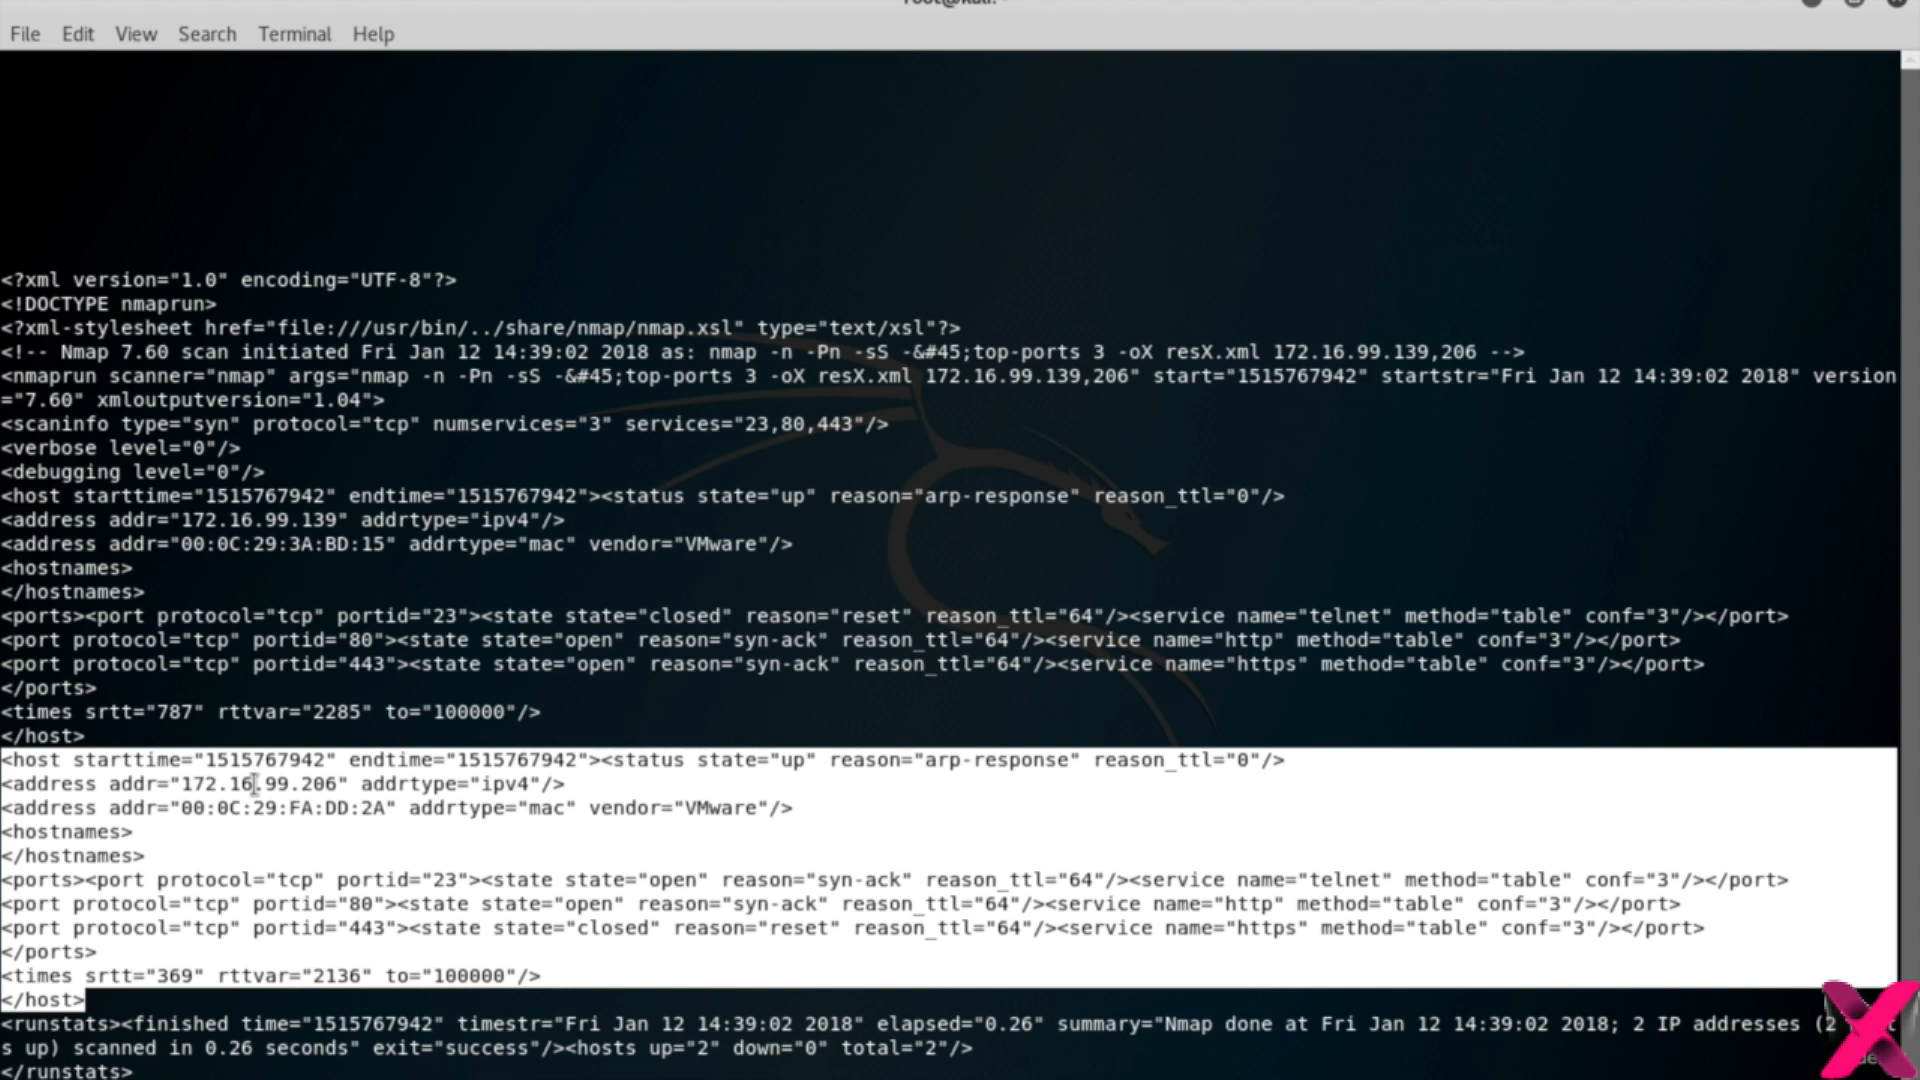 File Edit View Search Terminal Help
<?xml version="1.0" encoding="UTF-8"?>
<!DOCTYPE nmaprun>
<?xml-stylesheet href="file:///usr/bin/../share/nmap/nmap.xsl" type="text/xsl"?>
<!-- Nmap 7.60 scan initiated Fri Jan 12 14:39:02 2018 as: nmap -n -Pn -sS -&#45;top-ports 3 -oX resX.xml 172.16.99.139,206 -->
<nmaprun scanner="nmap" args="nmap -n -Pn -sS -&#45;top-ports 3 -oX resX.xml 172.16.99.139,206" start="1515767942" startstr="Fri Jan 12 14:39:02 2018" version
="7.60" xmloutputversion="1.04">
<scaninfo type="syn" protocol="tcp" numservices="3" services="23,80,443"/>
<verbose level="0"/>
<debugging level="0"/>
<host starttime="1515767942" endtime="1515767942"><status state="up" reason="arp-response" reason_ttl="0"/>
<address addr="172.16.99.139" addrtype="ipv4"/>
<address addr="00:0C:29:3A:BD:15" addrtype="mac" vendor="VMware"/>
<hostnames>
</hostnames>
<ports><port protocol="tcp" portid="23"><state state="closed" reason="reset" reason_ttl="64"/><service name="telnet" method="table" conf="3"/></port>
<port protocol="tcp" portid="80"><state state="open" reason="syn-ack" reason_ttl="64"/><service name="http" method="table" conf="3"/></port>
<port protocol="tcp" portid="443"><state state="open" reason="syn-ack" reason_ttl="64"/><service name="https" method="table" conf="3"/></port>
</ports>
<times srtt="787" rttvar="2285" to="100000"/>
</host>
<host starttime="1515767942" endtime="1515767942"><status state="up" reason="arp-response" reason_ttl="0"/>
<address addr="172.16.99.206" addrtype="ipv4"/>
<address addr="00:0C:29:FA:DD:2A" addrtype="mac" vendor="VMware"/>
<hostnames>
</hostnames>
<ports><port protocol="tcp" portid="23"><state state="open" reason="syn-ack" reason_ttl="64"/><service name="telnet" method="table" conf="3"/></port>
<port protocol="tcp" portid="80"><state state="open" reason="syn-ack" reason_ttl="64"/><service name="http" method="table" conf="3"/></port>
<port protocol="tcp" portid="443"><state state="closed" reason="reset" reason_ttl="64"/><service name="https" method="table" conf="3"/></port>
</ports>
<times srtt="369" rttvar="2136" to="100000"/>
</host>
<runstats><finished time="1515767942" timestr="Fri Jan 12 14:39:02 2018" elapsed="0.26" summary="Nmap done at Fri Jan 12 14:39:02 2018; 2 IP addresses (2
s up) scanned in 0.26 seconds" exit="success"/><hosts up="2" down="0" total="2"/>
</runstats>